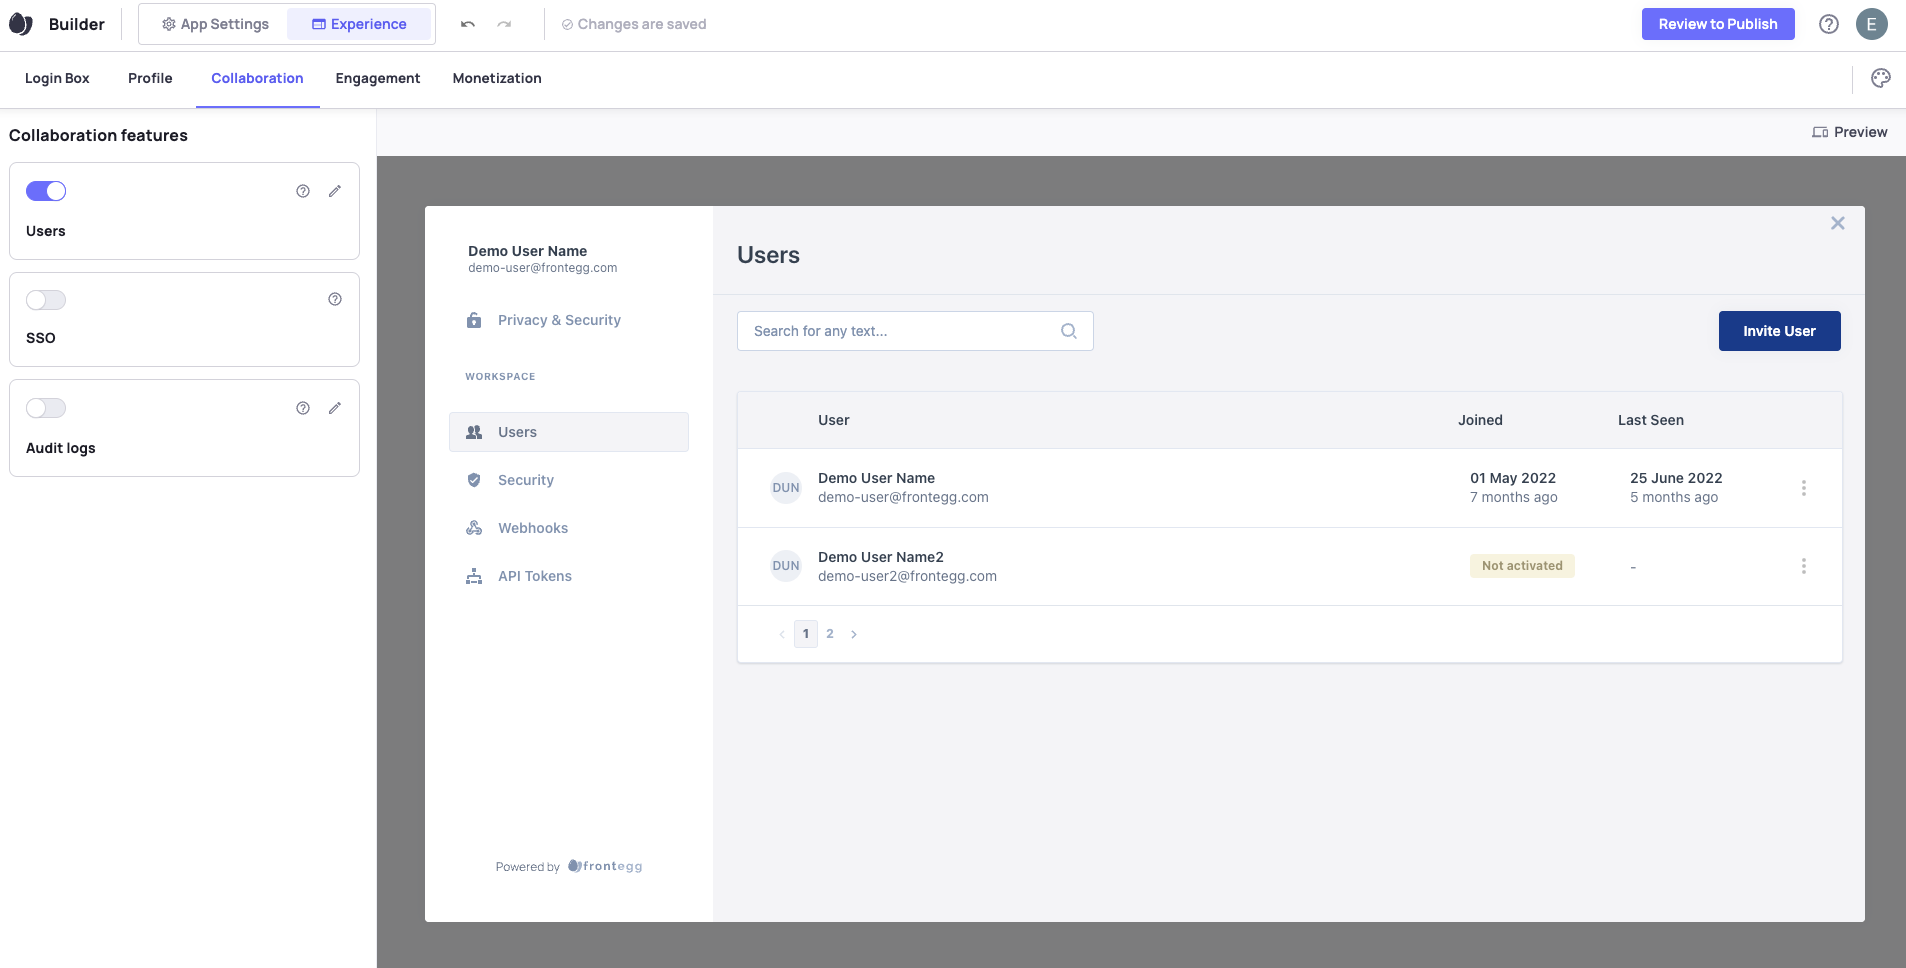 Builder
App Settings
Experience
Changes are saved
Review to Publish
E
Login Box
Profile
Collaboration
Engagement
Monetization
Collaboration features
Preview
Users
SSO
Audit logs
Demo User Name
demo-user@frontegg.com
Privacy & Security
WORKSPACE
Users
Security
Webhooks
API Tokens
Powered by frontegg
Users
Search for any text...
Invite User
User Joined Last Seen
DUN
Demo User Name
demo-user@frontegg.com
01 May 2022
7 months ago
25 June 2022
5 months ago
DUN
Demo User Name2
demo-user2@frontegg.com
Not activated
-
1 2